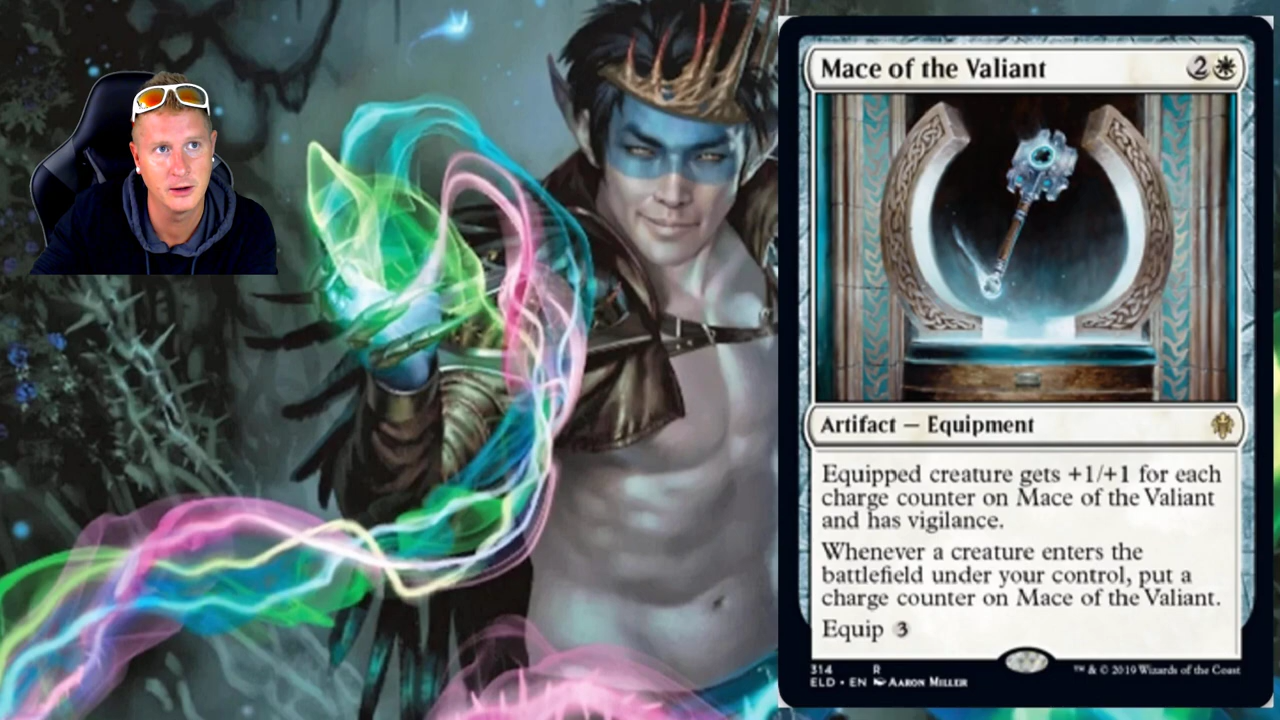 Mace of the Valiant 2
Artifact — Equipment
Equipped creature gets +1/+1 for each
charge counter on Mace of the Valiant
and has vigilance.
Whenever a creature enters the
battlefield under your control, put a
charge counter on Mace of the Valiant.
Equip 3
314 R
™ & © 2019 Wizards of the Coast
ELD • EN Aaron Miller